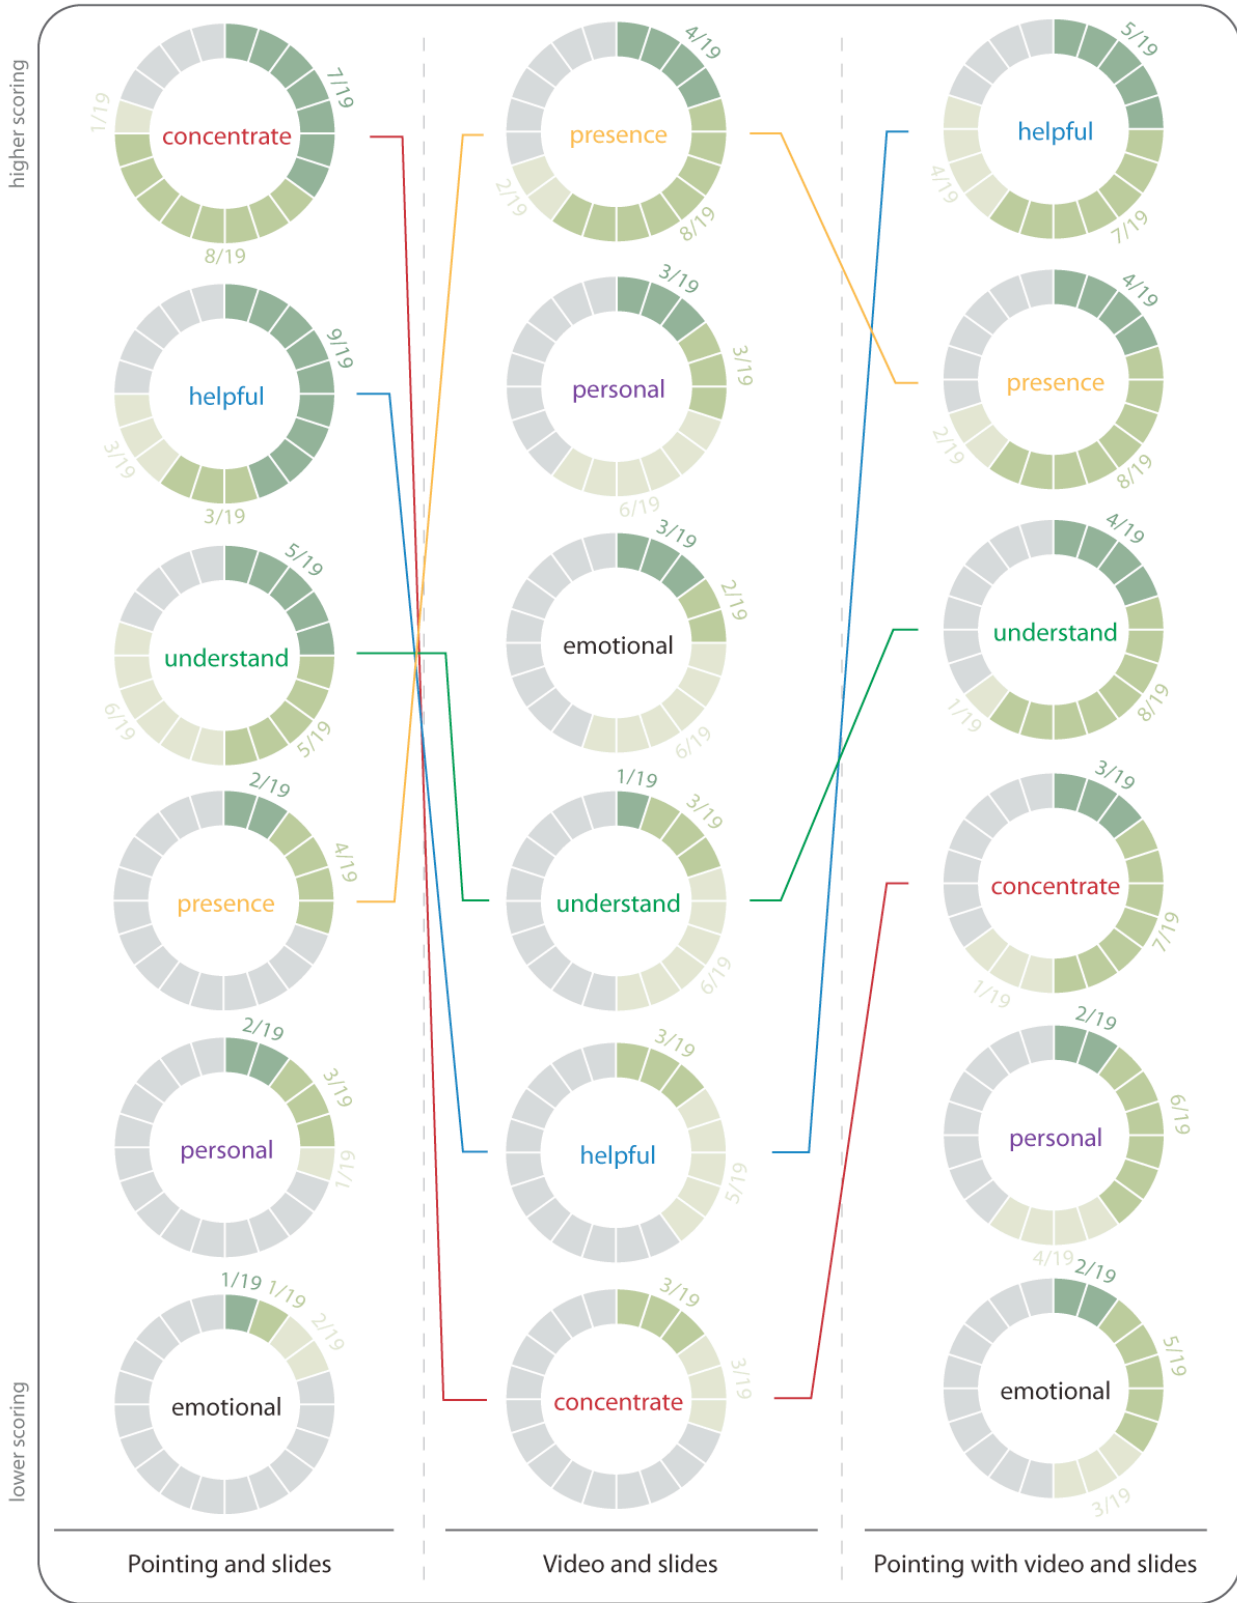 higher scoring
lower scoring
7/19
1/19
concentrate
8/19
9/19
helpful
3/19
3/19
5/19
understand
6/19
5/19
2/19
4/19
presence
2/19
3/19
personal
1/19
1/19
1/19
2/19
emotional
Pointing and slides
4/19
presence
2/19
8/19
3/19
3/19
personal
6/19
3/19
2/19
emotional
6/19
1/19
3/19
understand
6/19
3/19
helpful
5/19
3/19
3/19
concentrate
Video and slides
5/19
helpful
4/19
7/19
4/19
presence
2/19
8/19
4/19
understand
1/19
8/19
3/19
concentrate
7/19
1/19
2/19
6/19
personal
4/19
2/19
5/19
emotional
3/19
Pointing with video and slides